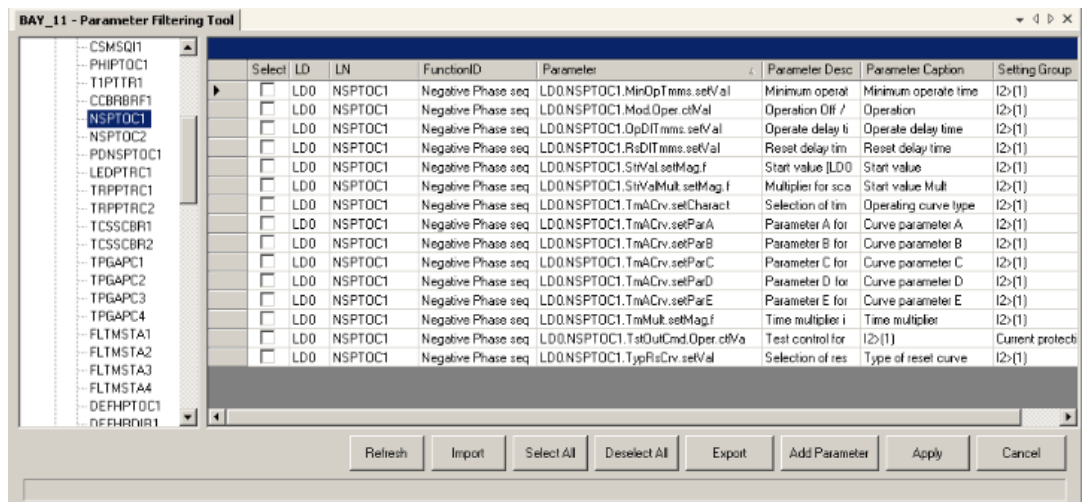 BAY_11 - Parameter Filtering Tool
CSMSQI1
PHIPTOC1
T1PTTR1
CCBRBRF1
NSPTOC1
NSPTOC2
PDNSPTOC1
LEDPTRC1
TRPPTRC1
TRPPTRC2
TCSSCBR1
TCSSCBR2
TPGAPC1
TPGAPC2
TPGAPC3
TPGAPC4
FLTMSTA1
FLTMSTA2
FLTMSTA3
FLTMSTA4
DEFHPTOC1
DEFHRDIR1
Select LD LN FunctionID Parameter Parameter Desc Parameter Caption Setting Group
LD0 NSPTOC1 Negative Phase seq LD0.NSPTOC1.MinOpTmms.setVal Minimum operat Minimum operate time I2>(1)
LD0 NSPTOC1 Negative Phase seq LD0.NSPTOC1.Mod.Oper.ctlVal Operation Off / Operation I2>(1)
LD0 NSPTOC1 Negative Phase seq LD0.NSPTOC1.OpDlTmms.setVal Operate delay ti Operate delay time I2>(1)
LD0 NSPTOC1 Negative Phase seq LD0.NSPTOC1.RsDlTmms.setVal Reset delay tim Reset delay time I2>(1)
LD0 NSPTOC1 Negative Phase seq LD0.NSPTOC1.StrVal.setMag.f Start value [LD0 Start value I2>(1)
LD0 NSPTOC1 Negative Phase seq LD0.NSPTOC1.StrValMult.setMag.f Multiplier for sca Start value Mult I2>(1)
LD0 NSPTOC1 Negative Phase seq LD0.NSPTOC1.TmACrv.setCharact Selection of tim Operating curve type I2>(1)
LD0 NSPTOC1 Negative Phase seq LD0.NSPTOC1.TmACrv.setParA Parameter A for Curve parameter A I2>(1)
LD0 NSPTOC1 Negative Phase seq LD0.NSPTOC1.TmACrv.setParB Parameter B for Curve parameter B I2>(1)
LD0 NSPTOC1 Negative Phase seq LD0.NSPTOC1.TmACrv.setParC Parameter C for Curve parameter C I2>(1)
LD0 NSPTOC1 Negative Phase seq LD0.NSPTOC1.TmACrv.setParD Parameter D for Curve parameter D I2>(1)
LD0 NSPTOC1 Negative Phase seq LD0.NSPTOC1.TmACrv.setParE Parameter E for Curve parameter E I2>(1)
LD0 NSPTOC1 Negative Phase seq LD0.NSPTOC1.TmMult.setMag.f Time multiplier i Time multiplier I2>(1)
LD0 NSPTOC1 Negative Phase seq LD0.NSPTOC1.TstOutCmd.Oper.ctlVa Test control for I2>(1) Current protecti
LD0 NSPTOC1 Negative Phase seq LD0.NSPTOC1.TypRsCrv.setVal Selection of res Type of reset curve I2>(1)
Refresh Import Select All Deselect All Export Add Parameter Apply Cancel